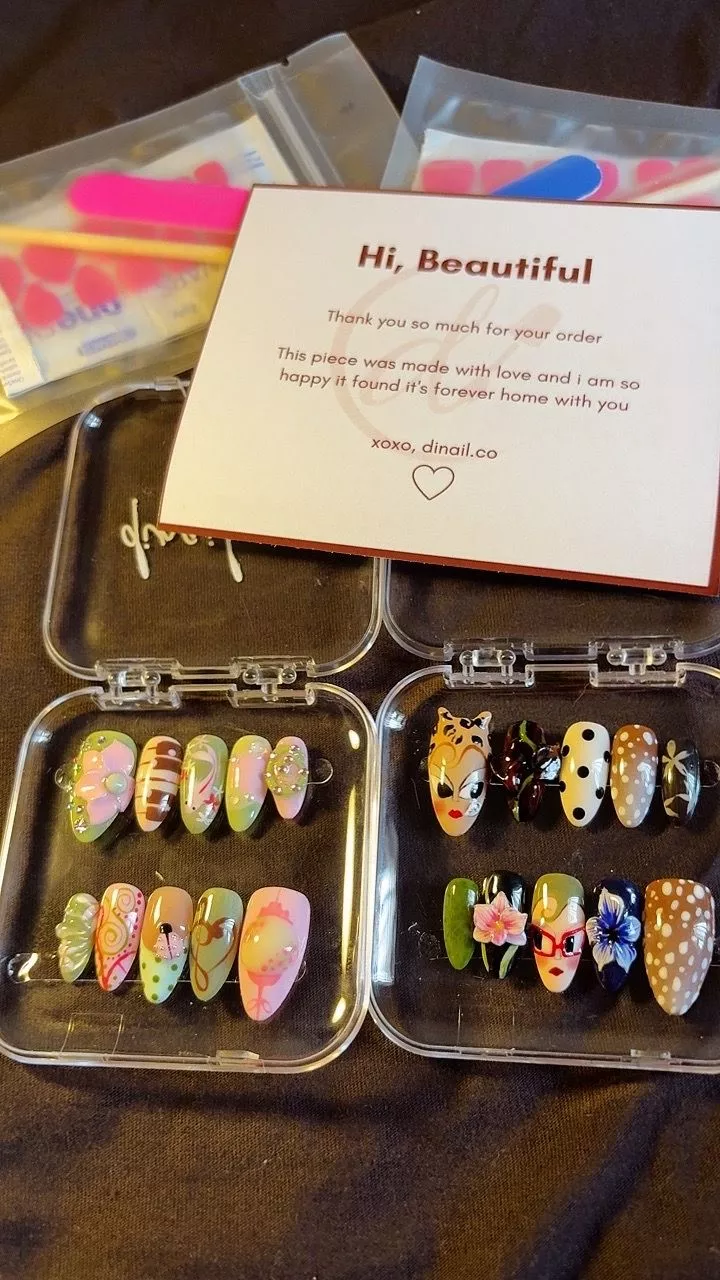 Hi, Beautiful
Thank you so much for your order
This piece was made with love and i am so
happy it found it's forever home with you
xoxo, dinail.co